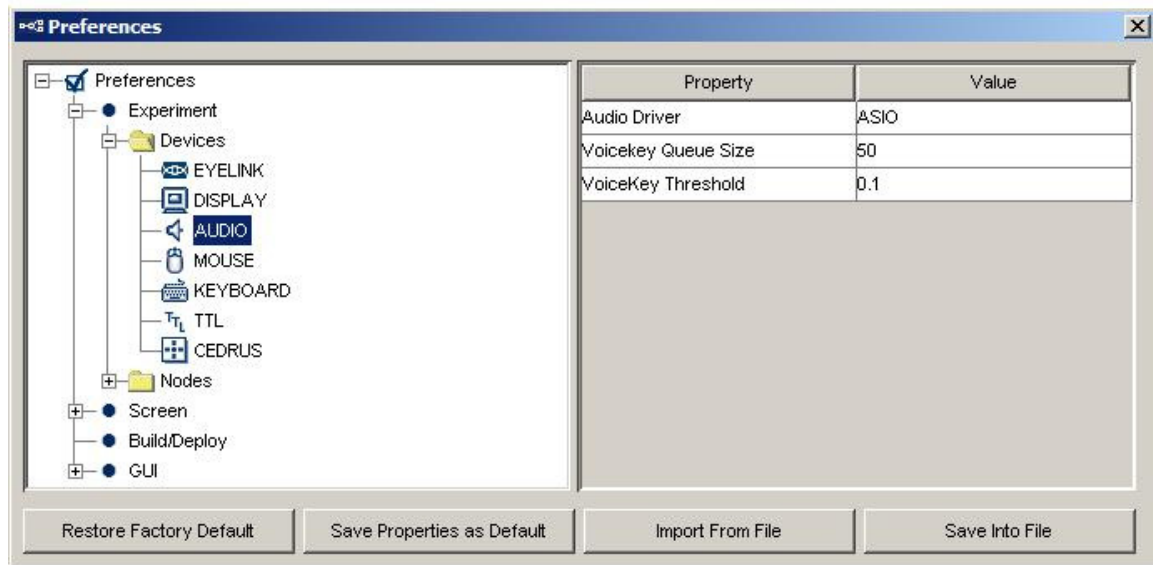 Preferences
Preferences
Experiment
Devices
EYELINK
DISPLAY
AUDIO
MOUSE
KEYBOARD
TTL TTL
CEDRUS
Nodes
Screen
Build/Deploy
GUI
Property Value
Audio Driver ASIO
Voicekey Queue Size 50
VoiceKey Threshold 0.1
Restore Factory Default Save Properties as Default Import From File Save Into File